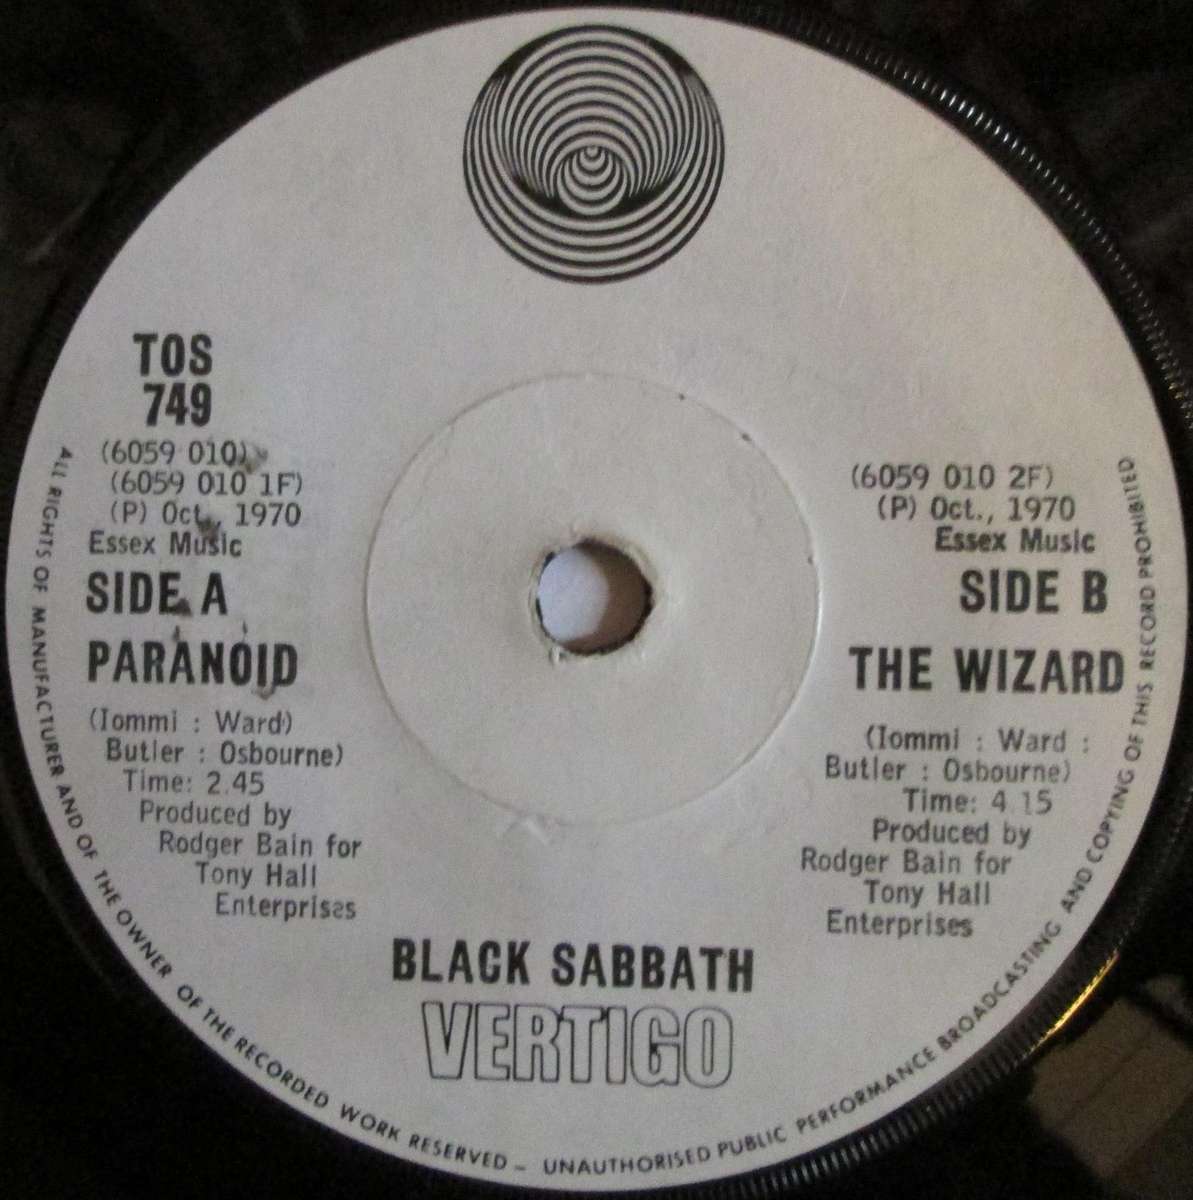 TOS
749
(6059 010)
(6059 010 1F)
(P) Oct., 1970
Essex Music
SIDE A
PARANOID
(Iommi : Ward)
Butler : Osbourne)
Time: 2.45
Produced by
Rodger Bain for
Tony Hall
Enterprises
(6059 010 2F)
(P) Oct., 1970
Essex Music
SIDE B
THE WIZARD
(Iommi : Ward :
Butler : Osbourne)
Time: 4.15
Produced by
Rodger Bain for
Tony Hall
Enterprises
BLACK SABBATH
VERTIGO
ALL RIGHTS OF MANUFACTURER AND OF THE OWNER OF THE RECORDED WORK RESERVED – UNAUTHORISED PUBLIC PERFORMANCE BROADCASTING AND COPYING OF THIS RECORD PROHIBITED